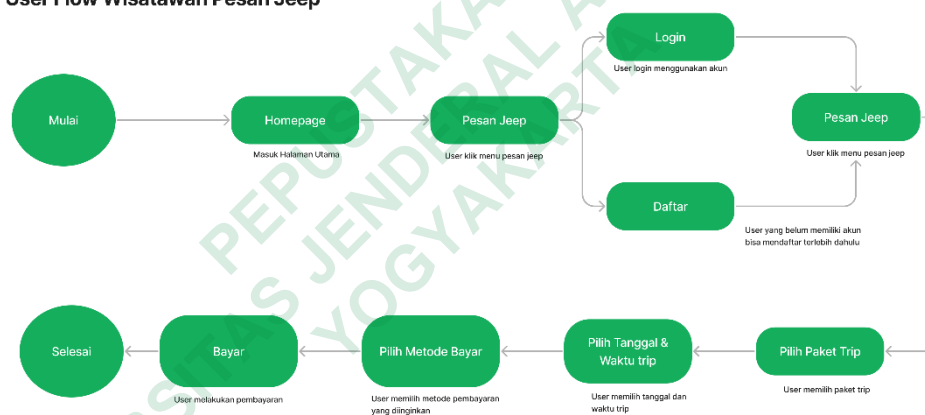 User Flow Wisatawan Pesan Jeep
Mulai
Homepage
Masuk Halaman Utama
Pesan Jeep
User klik menu pesan jeep
Login
User login menggunakan akun
Daftar
User yang belum memiliki akun
bisa mendaftar terlebih dahulu
Pesan Jeep
User klik menu pesan jeep
Pilih Paket Trip
User memilih paket trip
Pilih Tanggal &
Waktu trip
User memilih tanggal dan
waktu trip
Pilih Metode Bayar
User memilih metode pembayaran
yang diinginkan
Bayar
User melakukan pembayaran
Selesai
PEPUSTAKA
SITAS JENDERAL A
YOGYAKARTA